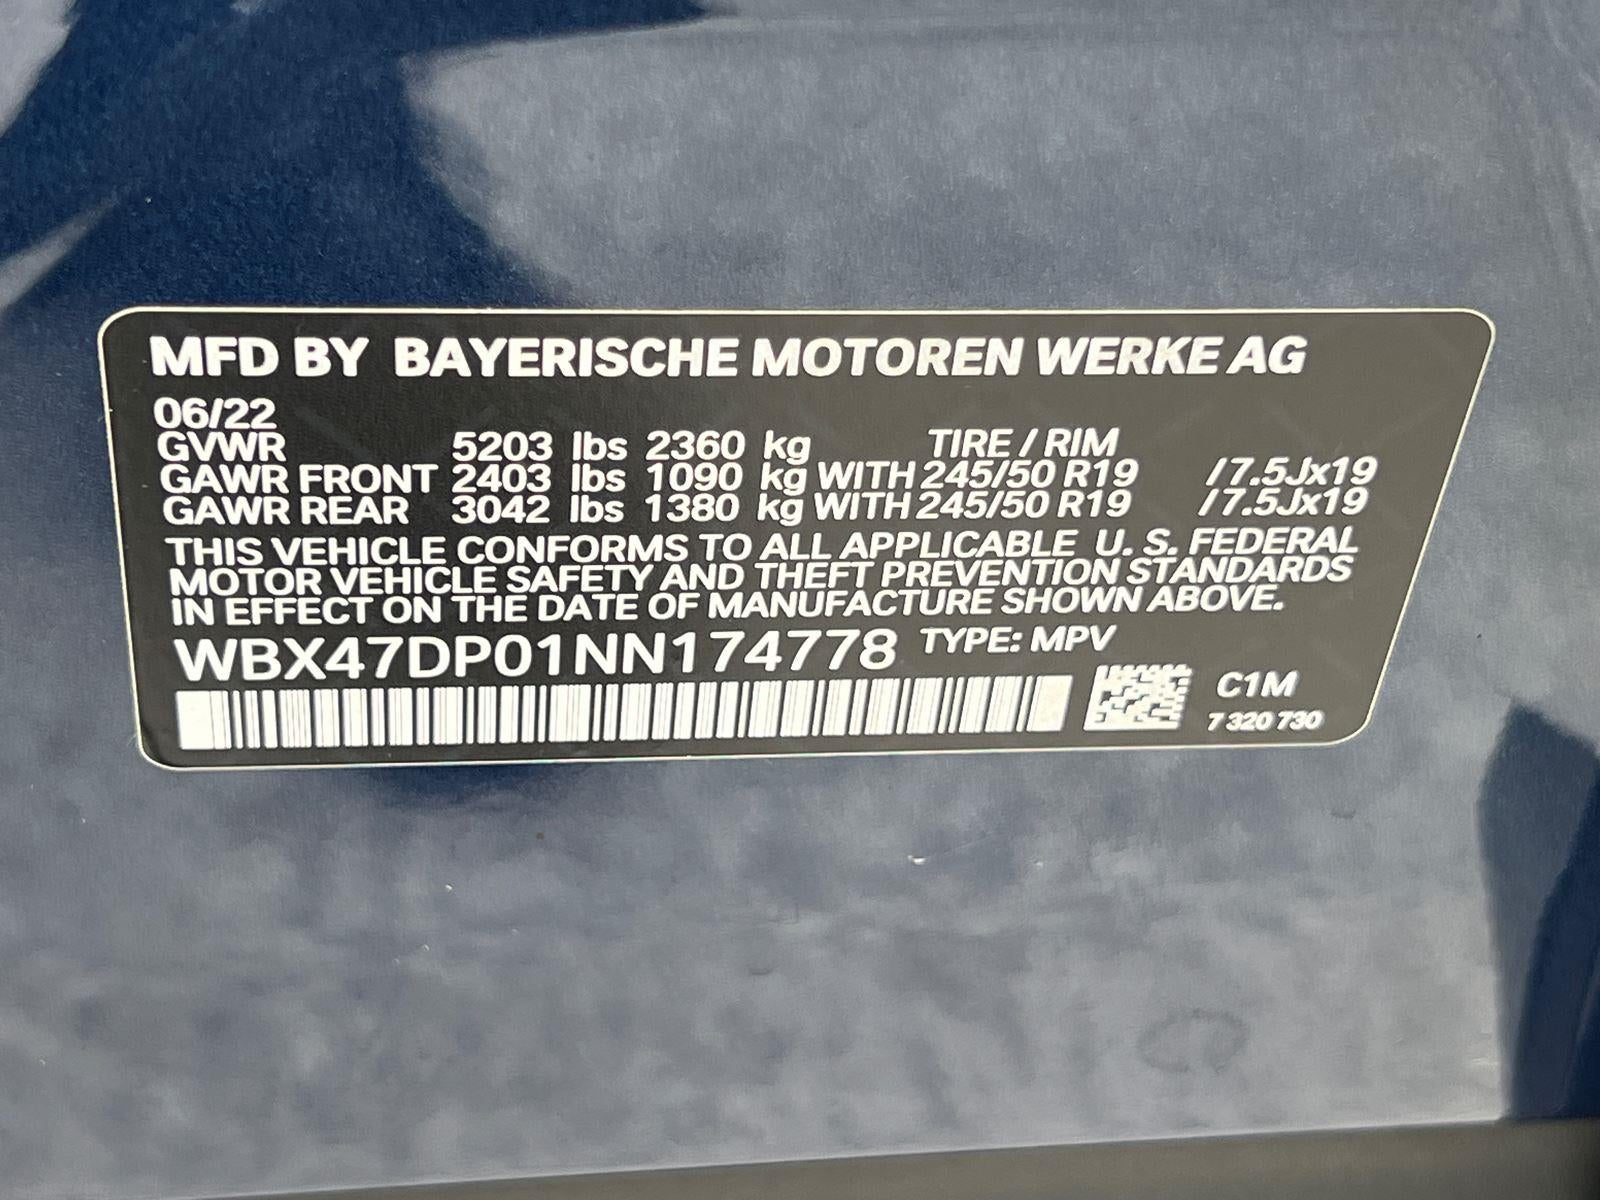 MFD BY BAYERISCHE MOTOREN WERKE AG
06/22
GVWR 5203 lbs 2360 kg TIRE / RIM
GAWR FRONT 2403 lbs 1090 kg WITH 245/50 R19 /7.5Jx19
GAWR REAR 3042 lbs 1380 kg WITH 245/50 R19 /7.5Jx19
THIS VEHICLE CONFORMS TO ALL APPLICABLE U. S. FEDERAL
MOTOR VEHICLE SAFETY AND THEFT PREVENTION STANDARDS
IN EFFECT ON THE DATE OF MANUFACTURE SHOWN ABOVE.
WBX47DP01NN174778 TYPE: MPV
C1M
7 320 730